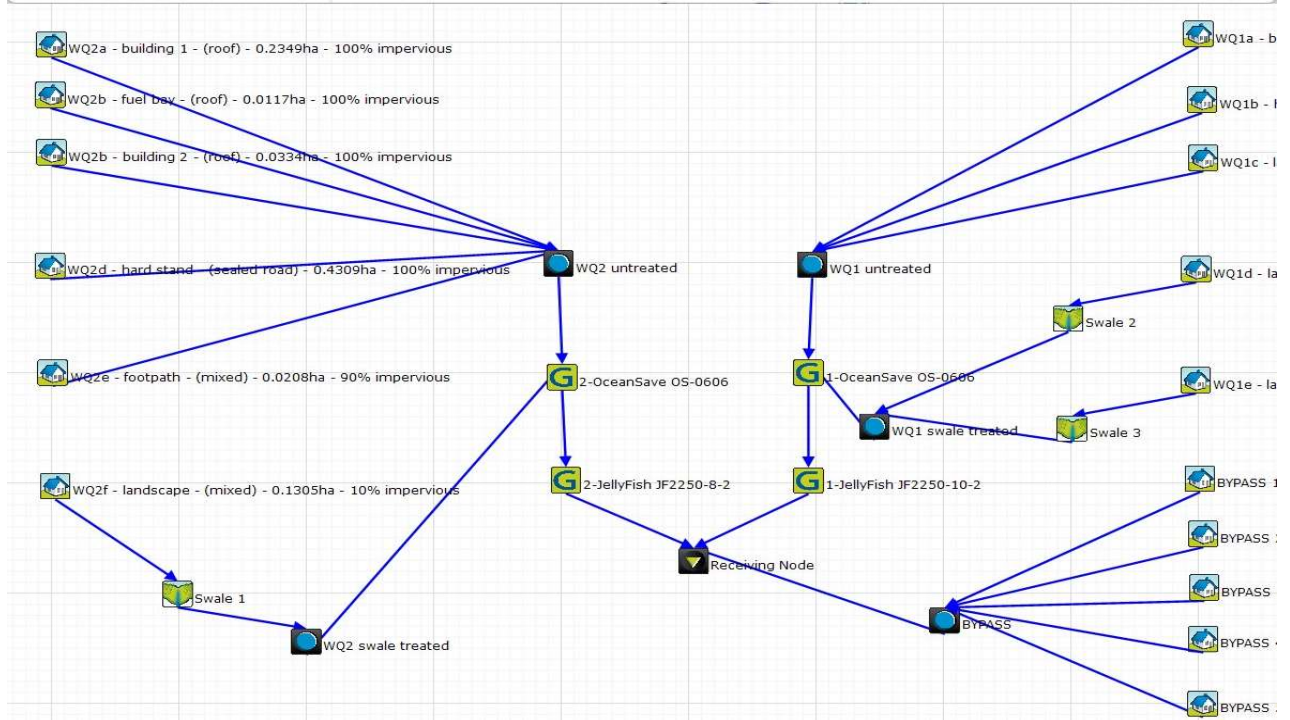 WQ2a - building 1 - (roof) - 0.2349ha - 100% impervious
WQ2b - fuel bay - (roof) - 0.0117ha - 100% impervious
WQ2b - building 2 - (roof) - 0.0334ha - 100% impervious
WQ2d - hard stand - (sealed road) - 0.4309ha - 100% impervious
WQ2e - footpath - (mixed) - 0.0208ha - 90% impervious
WQ2f - landscape - (mixed) - 0.1305ha - 10% impervious
Swale 1
WQ2 swale treated
WQ2 untreated
G 2-OceanSave OS-0606
G 2-JellyFish JF2250-8-2
WQ1 untreated
G 1-OceanSave OS-0606
WQ1 swale treated
G 1-JellyFish JF2250-10-2
Receiving Node
BYPASS
WQ1a - b
WQ1b -
WQ1c - l
WQ1d - la
Swale 2
WQ1e - la
Swale 3
BYPASS 1
BYPASS
BYPASS
BYPASS
BYPASS